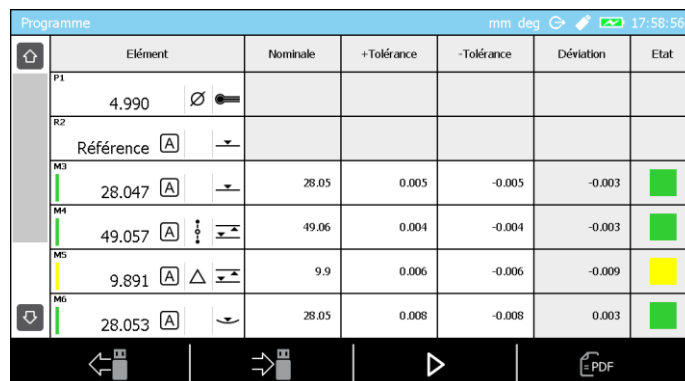 Programme mm deg 17:58:56
Elément Nominale +Tolérance -Tolérance Déviation Etat
P1
4.990 Ø
R2
Référence A
M3
28.047 A 28.05 0.005 -0.005 -0.003
M4
49.057 A 49.06 0.004 -0.004 -0.003
M5
9.891 A 9.9 0.006 -0.006 -0.009
M6
28.053 A 28.05 0.008 -0.008 0.003
=PDF